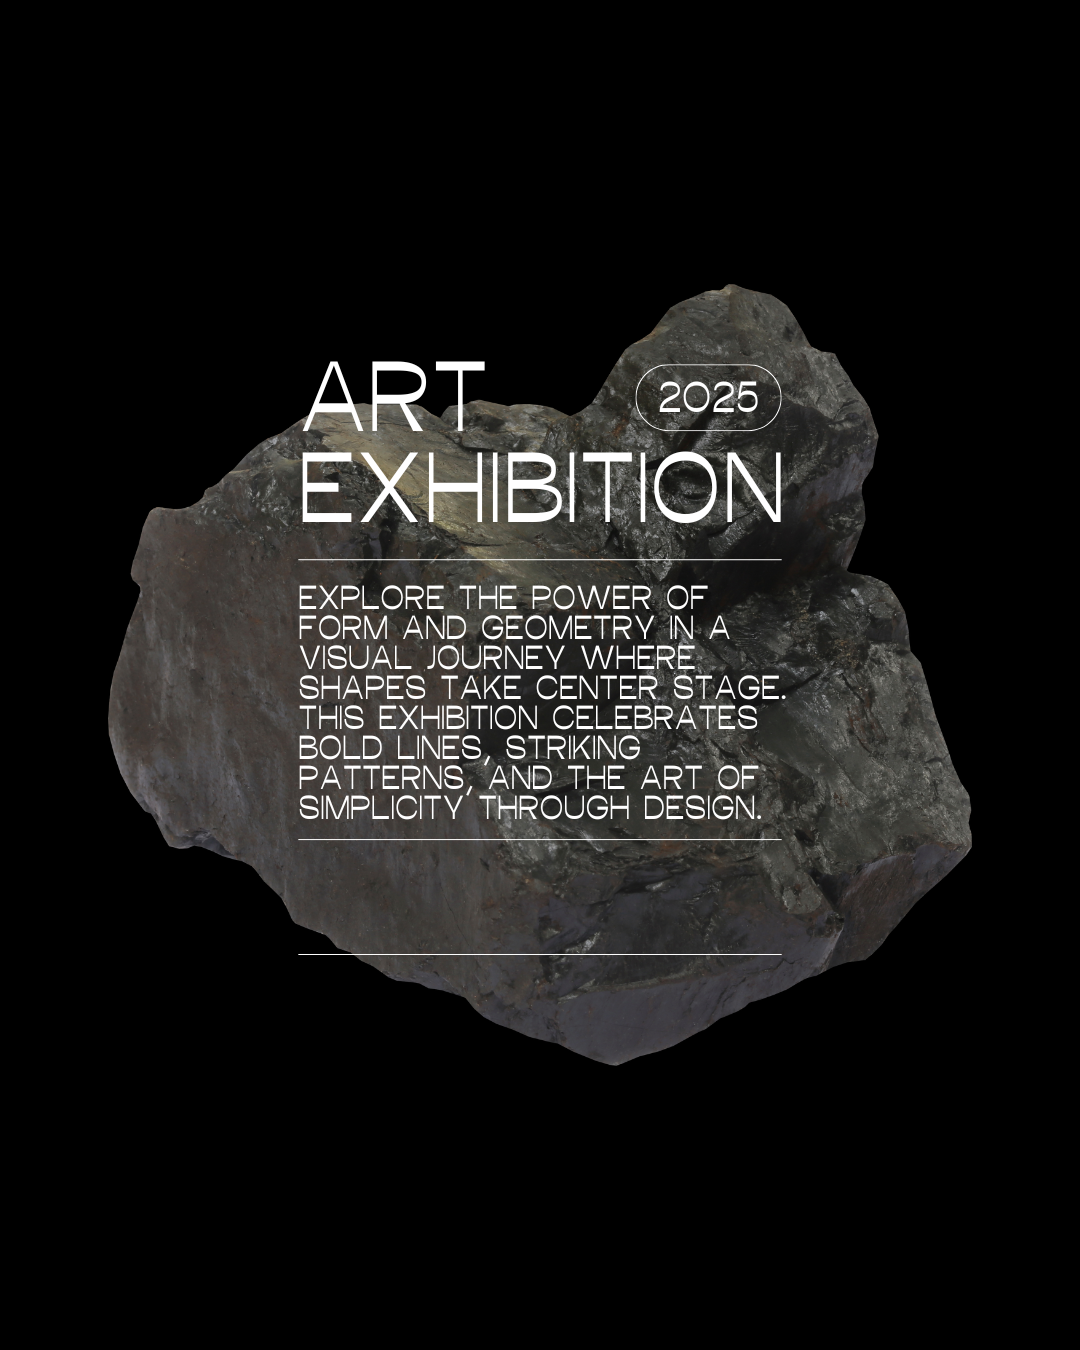 ART
2025
EXHIBITION
EXPLORE THE POWER OF
FORM AND GEOMETRY IN A
VISUAL JOURNEY WHERE
SHAPES TAKE CENTER STAGE.
THIS EXHIBITION CELEBRATES
BOLD LINES, STRIKING
PATTERNS, AND THE ART OF
SIMPLICITY THROUGH DESIGN.